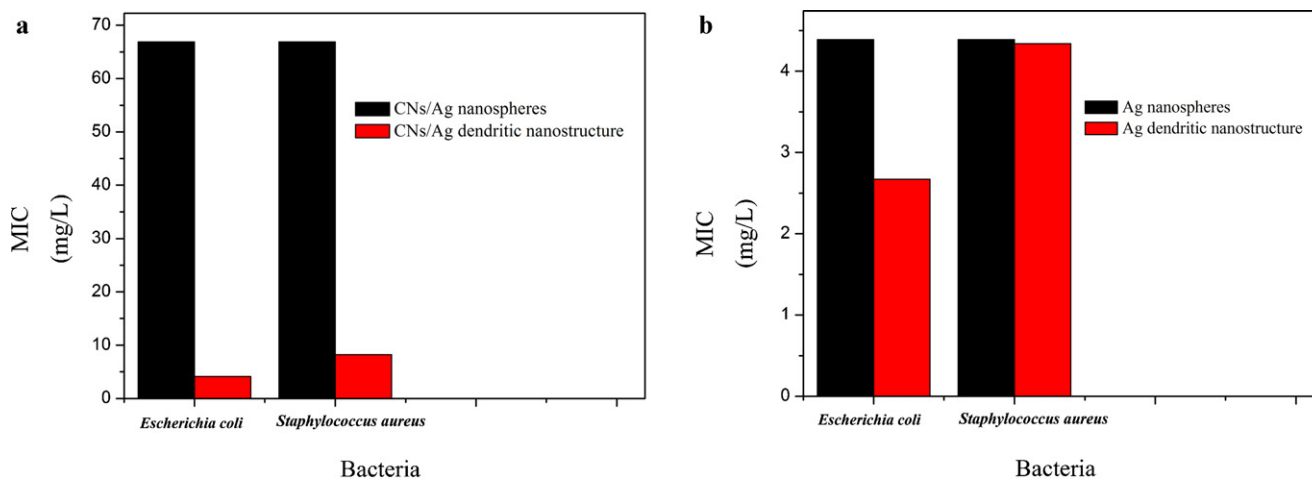 a
70
60
50
40
30
20
10
0
MIC
(mg/L)
CNs/Ag nanospheres
CNs/Ag dendritic nanostructure
Escherichia coli
Staphylococcus aureus
Bacteria
b
4
3
2
1
0
MIC
(mg/L)
Ag nanospheres
Ag dendritic nanostructure
Escherichia coli
Staphylococcus aureus
Bacteria